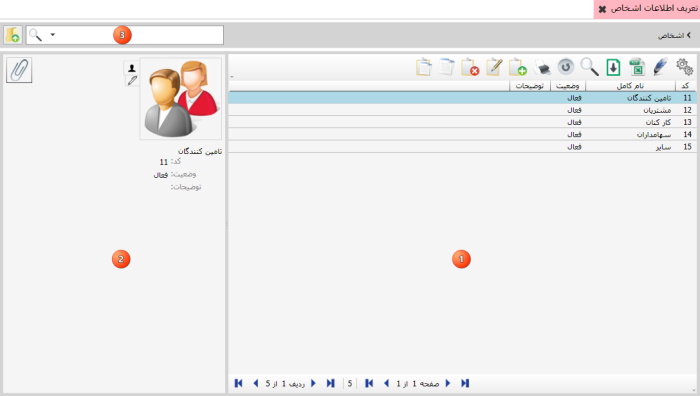 تعریف اطلاعات اشخاص
اشخاص
3
کد نام کامل وضعیت توضیحات
11 تامین کنندگان فعال
12 مشتریان فعال
13 کارکنان فعال
14 سهامداران فعال
15 سایر فعال
1
صفحه 1 از 1
5
ردیف 1 از 5
تامین کنندگان
کد: 11
وضعیت: فعال
توضیحات:
2